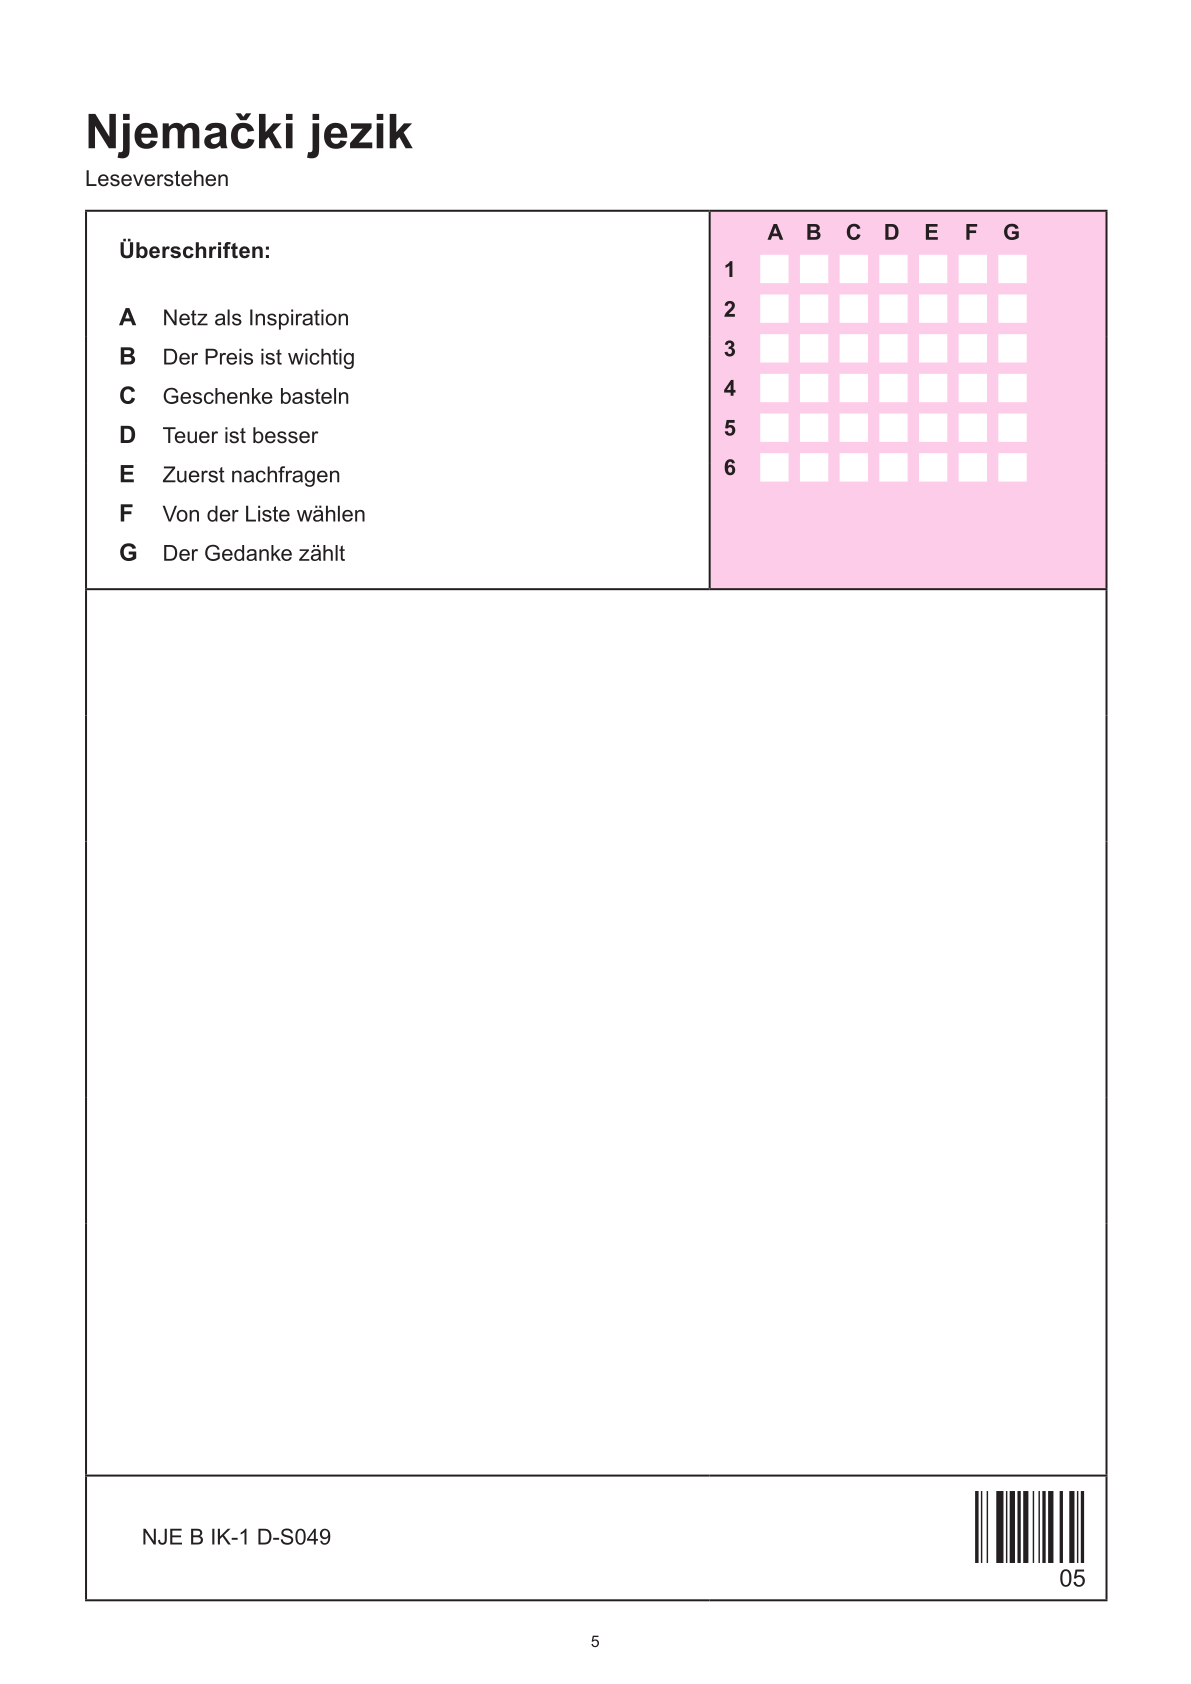 Njemački jezik
Leseverstehen
Überschriften:
A Netz als Inspiration
B Der Preis ist wichtig
C Geschenke basteln
D Teuer ist besser
E Zuerst nachfragen
F Von der Liste wählen
G Der Gedanke zählt
A B C D E F G
1
2
3
4
5
6
NJE B IK-1 D-S049
05
5